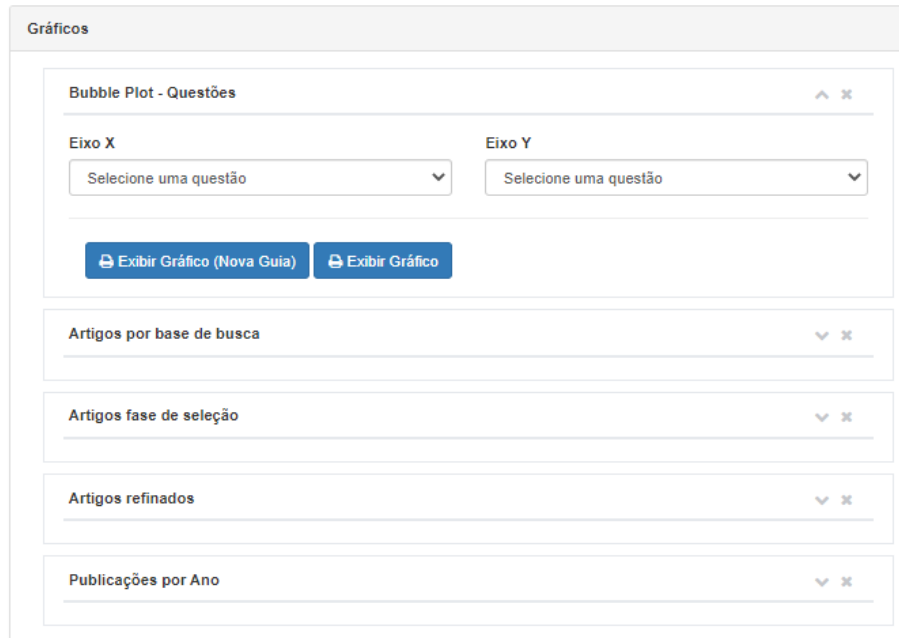 Gráficos
Bubble Plot - Questões
Eixo X
Eixo Y
Selecione uma questão
Selecione uma questão
Exibir Gráfico (Nova Guia)
Exibir Gráfico
Artigos por base de busca
Artigos fase de seleção
Artigos refinados
Publicações por Ano